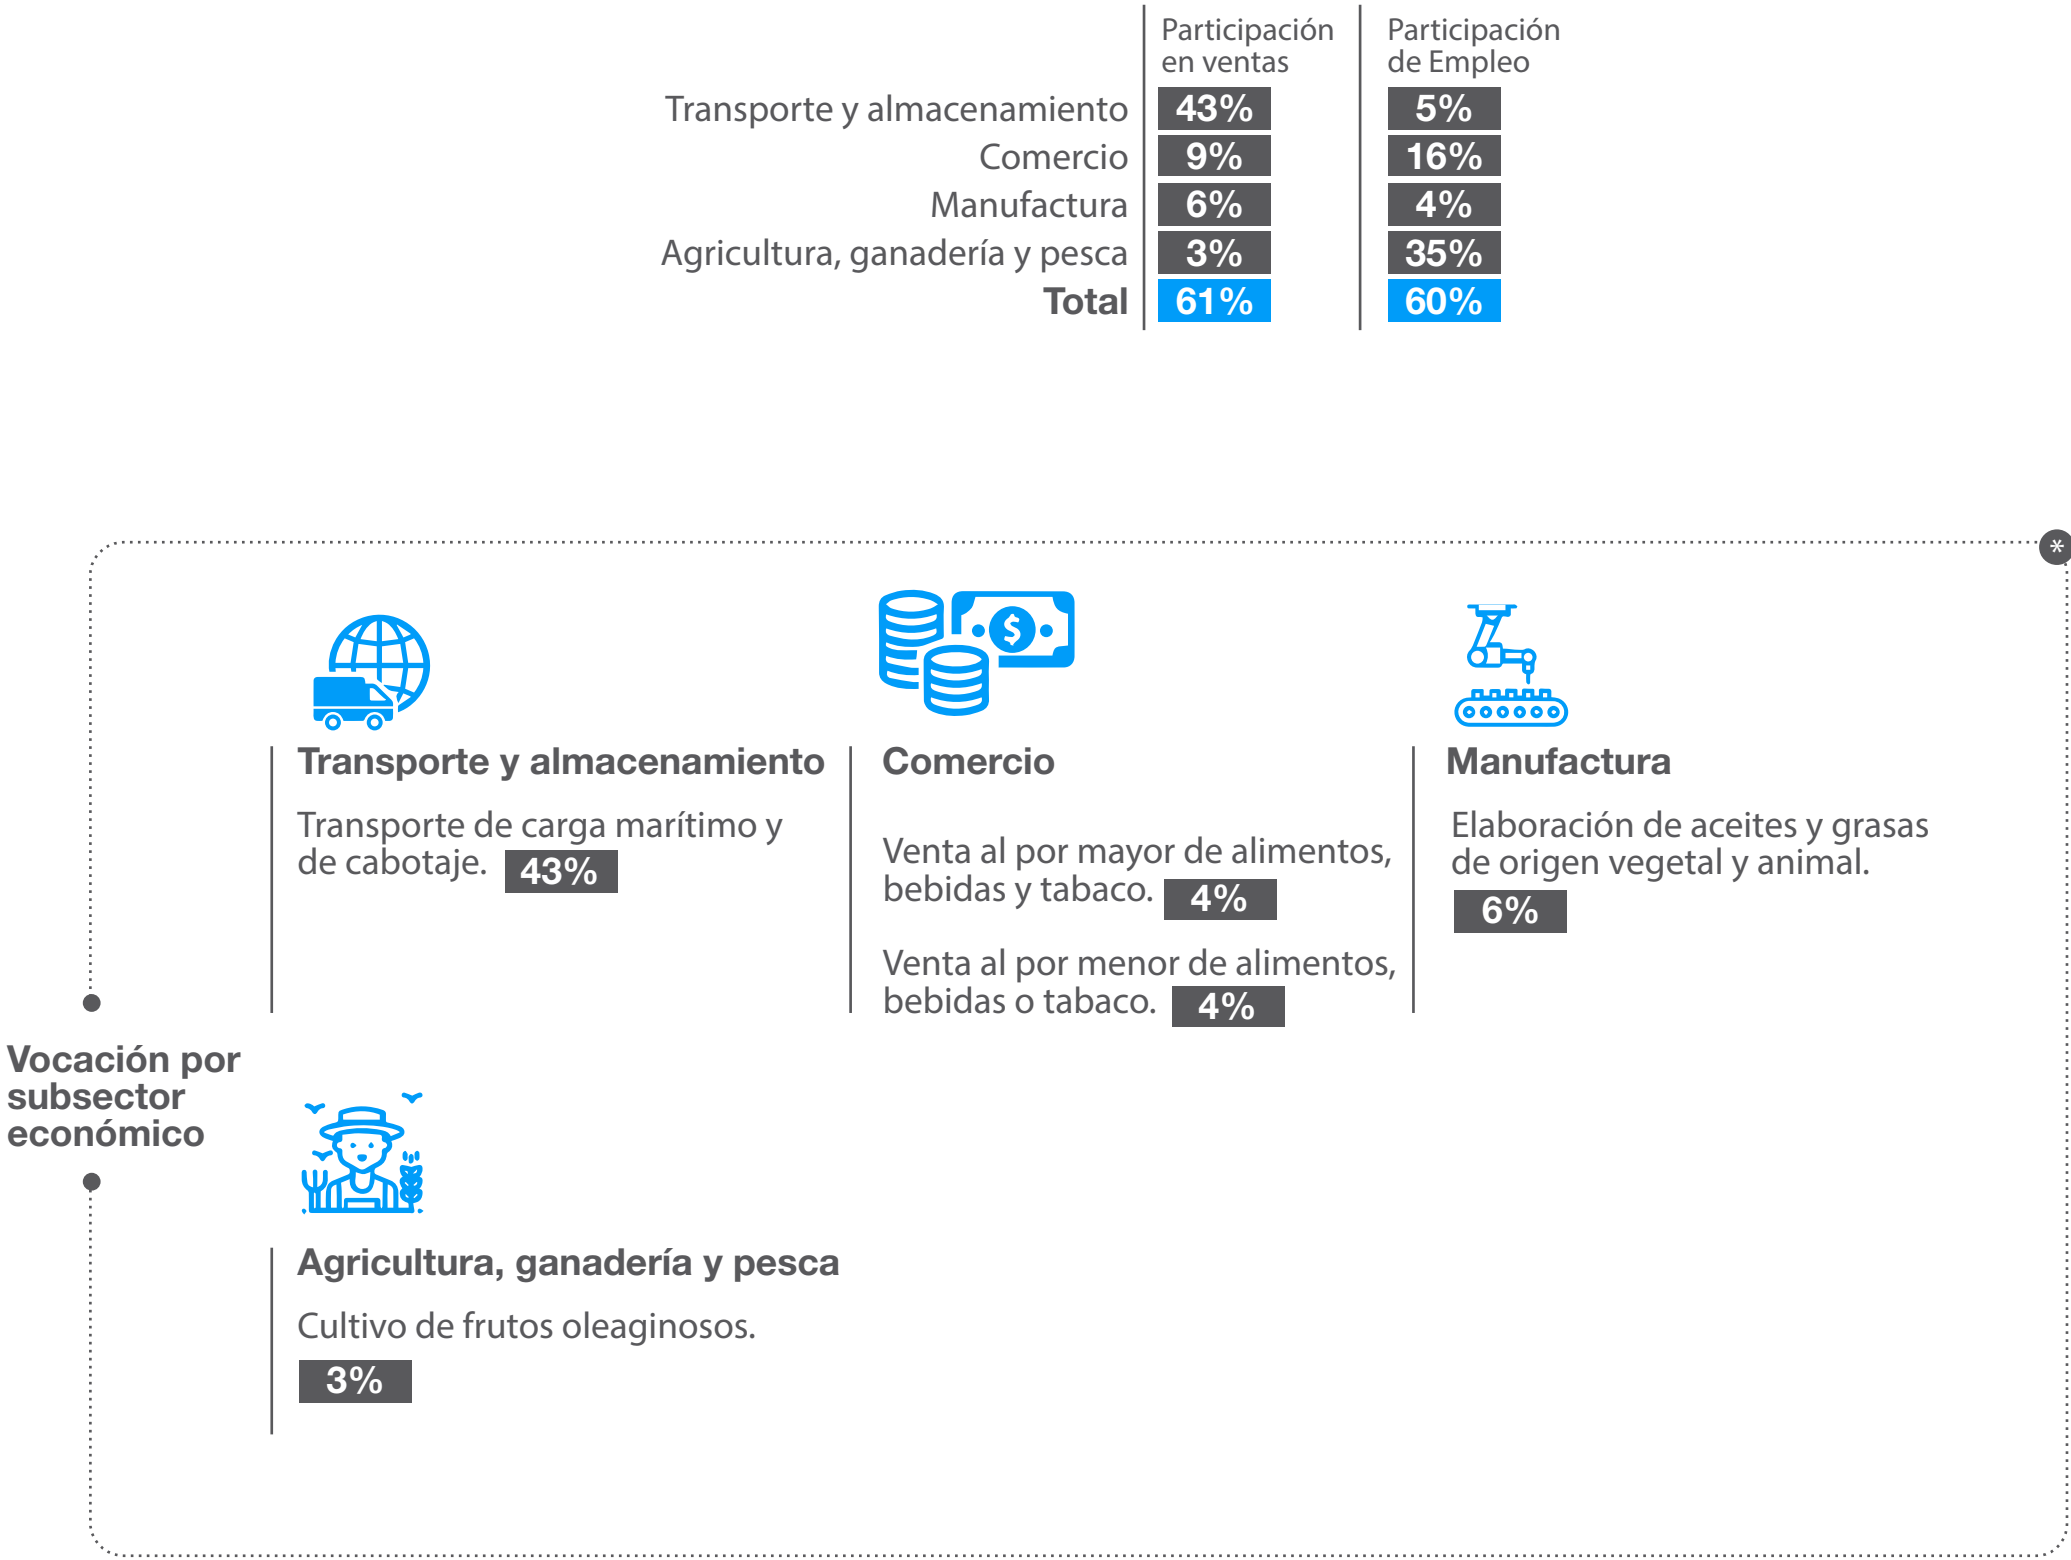 Participación
en ventas
Participación
de Empleo
Transporte y almacenamiento 43% 5%
Comercio 9% 16%
Manufactura 6% 4%
Agricultura, ganadería y pesca 3% 35%
Total 61% 60%
*
Vocación por
subsector
económico
Transporte y almacenamiento
Transporte de carga marítimo y
de cabotaje. 43%
Comercio
Venta al por mayor de alimentos,
bebidas y tabaco. 4%
Venta al por menor de alimentos,
bebidas o tabaco. 4%
Manufactura
Elaboración de aceites y grasas
de origen vegetal y animal.
6%
Agricultura, ganadería y pesca
Cultivo de frutos oleaginosos.
3%